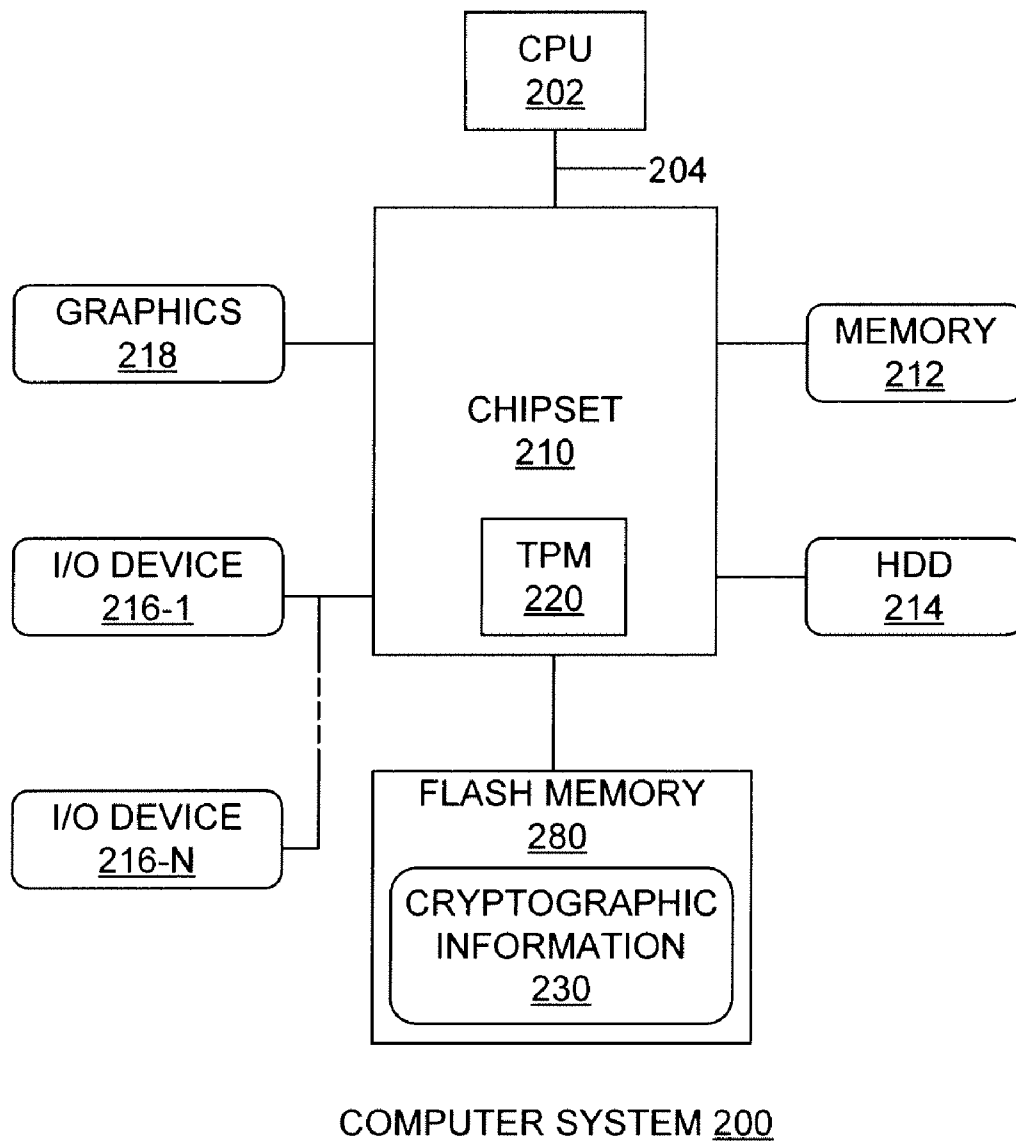 CPU
202
204
GRAPHICS
218
MEMORY
212
CHIPSET
210
I/O DEVICE
216-1
TPM
220
HDD
214
I/O DEVICE
216-N
FLASH MEMORY
280
CRYPTOGRAPHIC
INFORMATION
230
COMPUTER SYSTEM 200